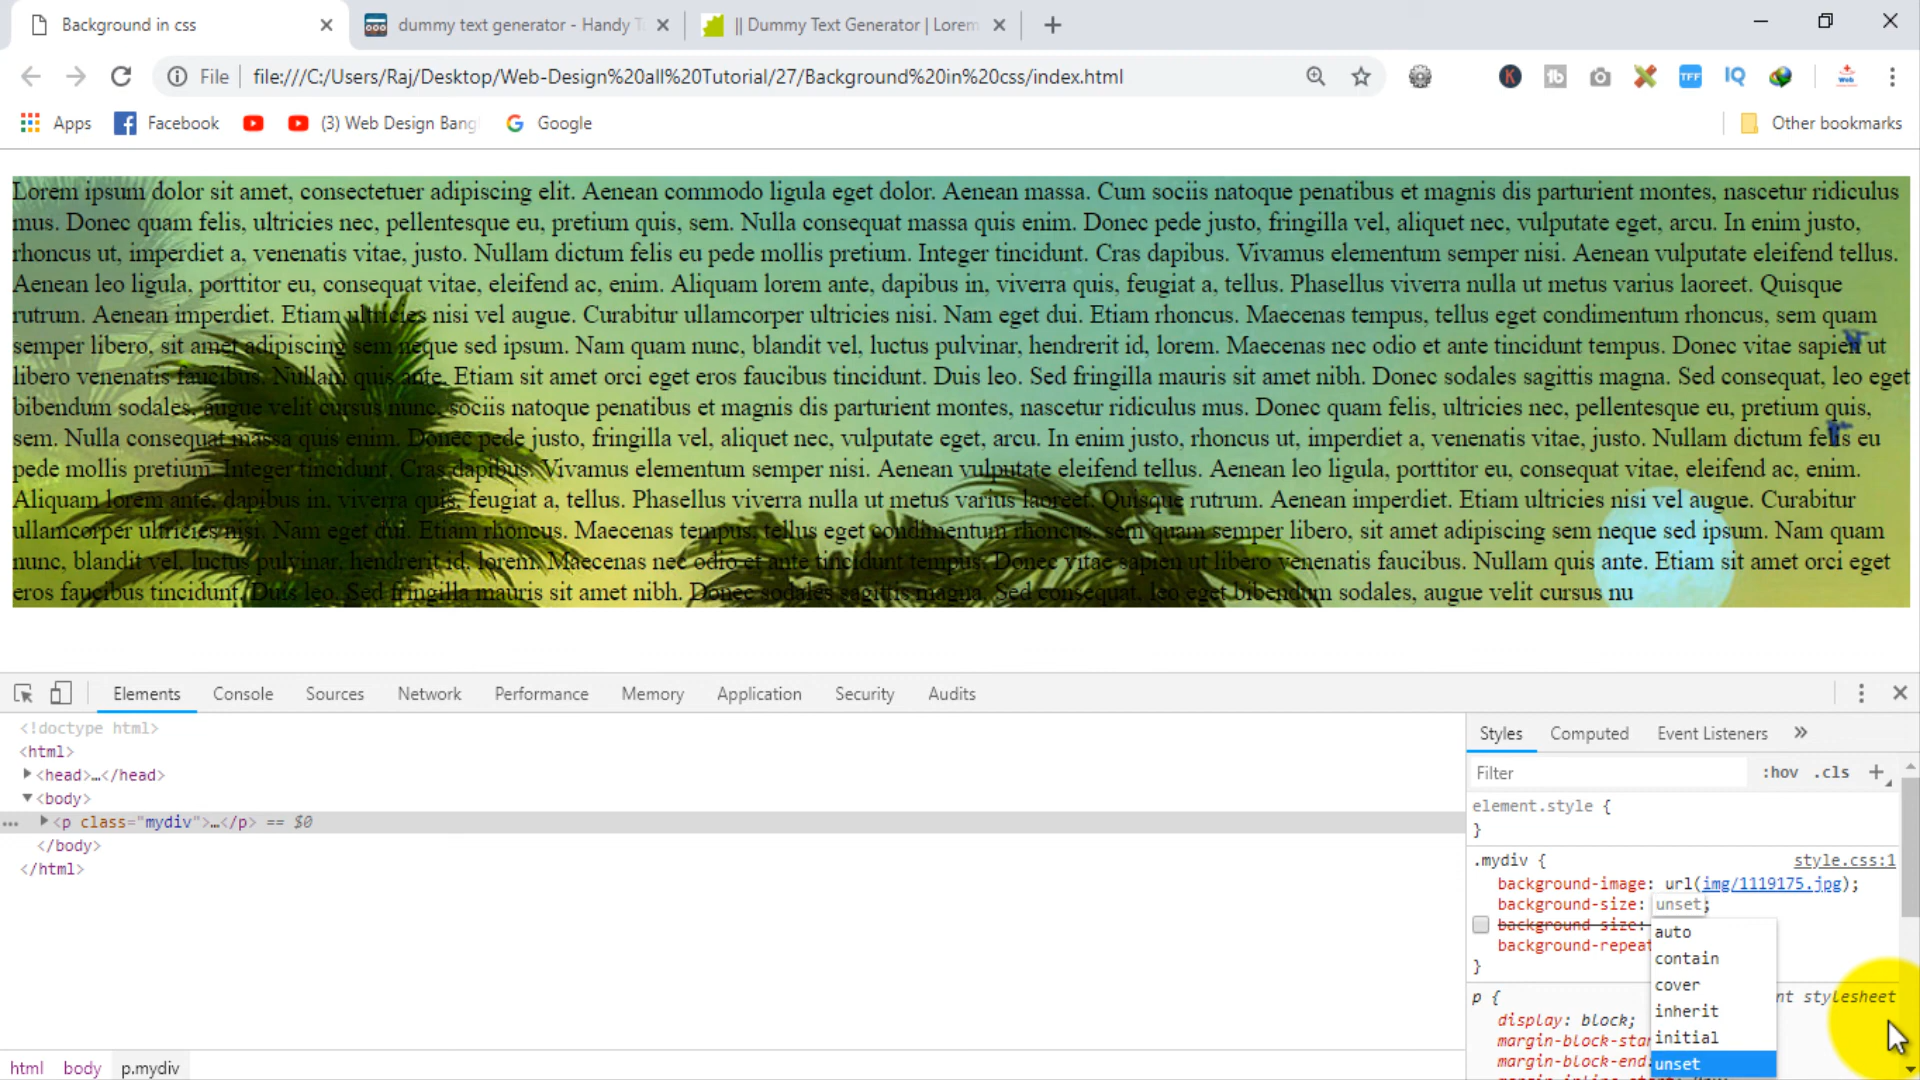 Background in css
dummy text generator - Handy T
|| Dummy Text Generator | Lorem
File
file:///C:/Users/Raj/Desktop/Web-Design%20all%20Tutorial/27/Background%20in%20css/index.html
K
TFF
IQ
Web
Apps
Facebook
(3) Web Design Bang
Google
Other bookmarks
Lorem ipsum dolor sit amet, consectetuer adipiscing elit. Aenean commodo ligula eget dolor. Aenean massa. Cum sociis natoque penatibus et magnis dis parturient montes, nascetur ridiculus
mus. Donec quam felis, ultricies nec, pellentesque eu, pretium quis, sem. Nulla consequat massa quis enim. Donec pede justo, fringilla vel, aliquet nec, vulputate eget, arcu. In enim justo,
rhoncus ut, imperdiet a, venenatis vitae, justo. Nullam dictum felis eu pede mollis pretium. Integer tincidunt. Cras dapibus. Vivamus elementum semper nisi. Aenean vulputate eleifend tellus.
Aenean leo ligula, porttitor eu, consequat vitae, eleifend ac, enim. Aliquam lorem ante, dapibus in, viverra quis, feugiat a, tellus. Phasellus viverra nulla ut metus varius laoreet. Quisque
rutrum. Aenean imperdiet. Etiam ultricies nisi vel augue. Curabitur ullamcorper ultricies nisi. Nam eget dui. Etiam rhoncus. Maecenas tempus, tellus eget condimentum rhoncus, sem quam
semper libero, sit amet adipiscing sem neque sed ipsum. Nam quam nunc, blandit vel, luctus pulvinar, hendrerit id, lorem. Maecenas nec odio et ante tincidunt tempus. Donec vitae sapien ut
libero venenatis faucibus. Nullam quis ante. Etiam sit amet orci eget eros faucibus tincidunt. Duis leo. Sed fringilla mauris sit amet nibh. Donec sodales sagittis magna. Sed consequat, leo eget
bibendum sodales, augue velit cursus nunc, sociis natoque penatibus et magnis dis parturient montes, nascetur ridiculus mus. Donec quam felis, ultricies nec, pellentesque eu, pretium quis,
sem. Nulla consequat massa quis enim. Donec pede justo, fringilla vel, aliquet nec, vulputate eget, arcu. In enim justo, rhoncus ut, imperdiet a, venenatis vitae, justo. Nullam dictum felis eu
pede mollis pretium. Integer tincidunt. Cras dapibus. Vivamus elementum semper nisi. Aenean vulputate eleifend tellus. Aenean leo ligula, porttitor eu, consequat vitae, eleifend ac, enim.
Aliquam lorem ante, dapibus in, viverra quis, feugiat a, tellus. Phasellus viverra nulla ut metus varius laoreet. Quisque rutrum. Aenean imperdiet. Etiam ultricies nisi vel augue. Curabitur
ullamcorper ultricies nisi. Nam eget dui. Etiam rhoncus. Maecenas tempus, tellus eget condimentum rhoncus, sem quam semper libero, sit amet adipiscing sem neque sed ipsum. Nam quam
nunc, blandit vel, luctus pulvinar, hendrerit id, lorem. Maecenas nec odio et ante tincidunt tempus. Donec vitae sapien ut libero venenatis faucibus. Nullam quis ante. Etiam sit amet orci eget
eros faucibus tincidunt. Duis leo. Sed fringilla mauris sit amet nibh. Donec sodales sagittis magna. Sed consequat, leo eget bibendum sodales, augue velit cursus nu
Elements
Console
Sources
Network
Performance
Memory
Application
Security
Audits
<!doctype html>
<html>
<head>…</head>
<body>
<p class="mydiv">…</p> == $0
</body>
</html>
html
body
p.mydiv
Styles
Computed
Event Listeners
Filter
:hov
.cls
element.style {
}
.mydiv {
style.css:1
background-image: url(img/1119175.jpg);
background-size: unset;
background-size:
background-repeat
}
auto
contain
cover
inherit
initial
unset
p {
nt stylesheet
display: block;
margin-block-star
margin-block-end: